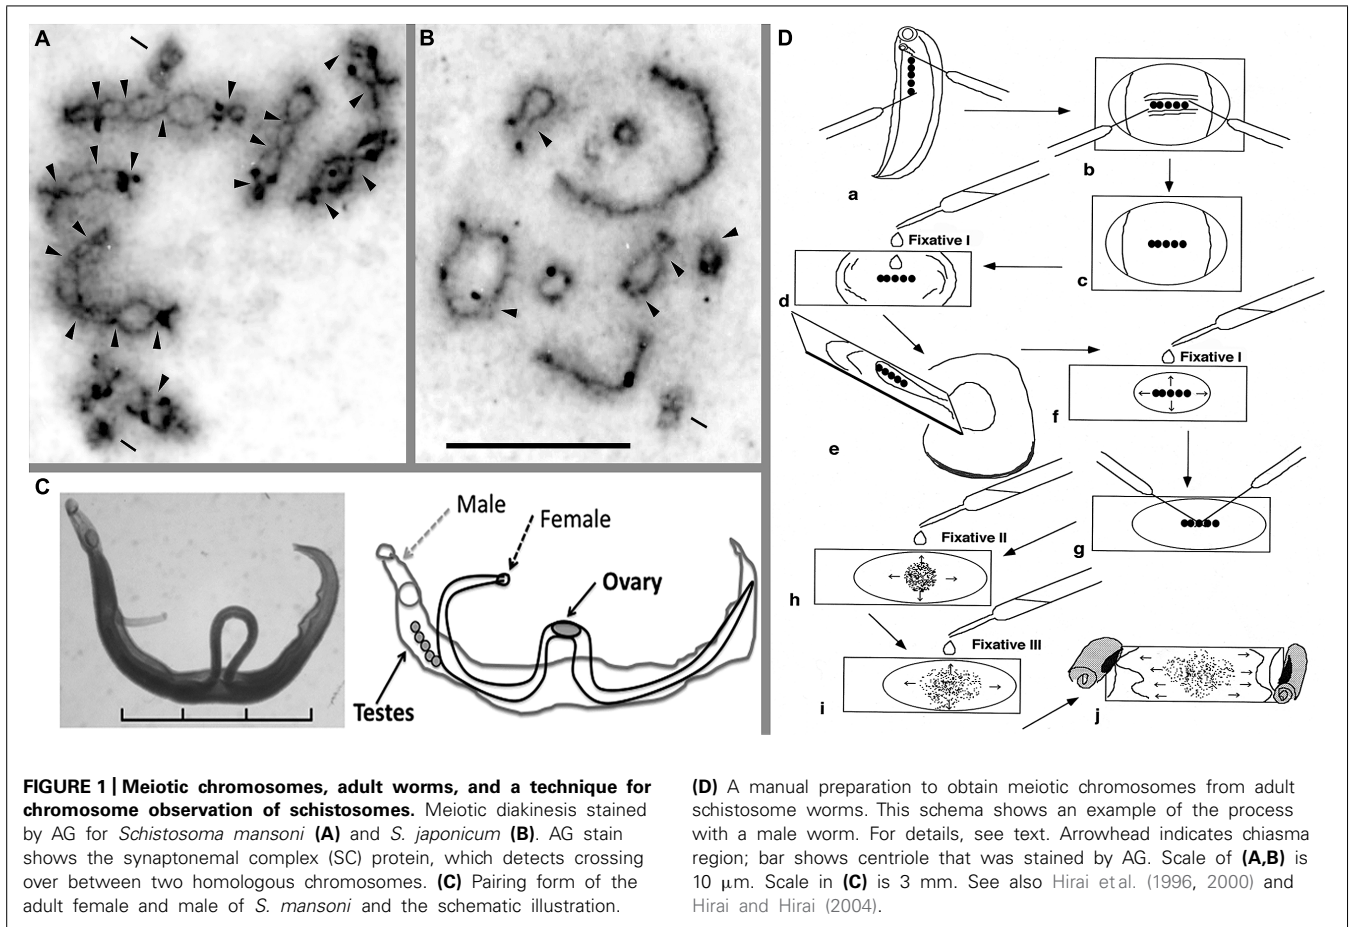 A
B
D
a
b
Fixative I
c
d
Fixative I
e
f
C
Male
Female
Ovary
Testes
Fixative II
g
h
Fixative III
i
j
FIGURE 1 | Meiotic chromosomes, adult worms, and a technique for
chromosome observation of schistosomes. Meiotic diakinesis stained
by AG for Schistosoma mansoni (A) and S. japonicum (B). AG stain
shows the synaptonemal complex (SC) protein, which detects crossing
over between two homologous chromosomes. (C) Pairing form of the
adult female and male of S. mansoni and the schematic illustration.
(D) A manual preparation to obtain meiotic chromosomes from adult
schistosome worms. This schema shows an example of the process
with a male worm. For details, see text. Arrowhead indicates chiasma
region; bar shows centriole that was stained by AG. Scale of (A,B) is
10 μm. Scale in (C) is 3 mm. See also Hirai et al. (1996, 2000) and
Hirai and Hirai (2004).